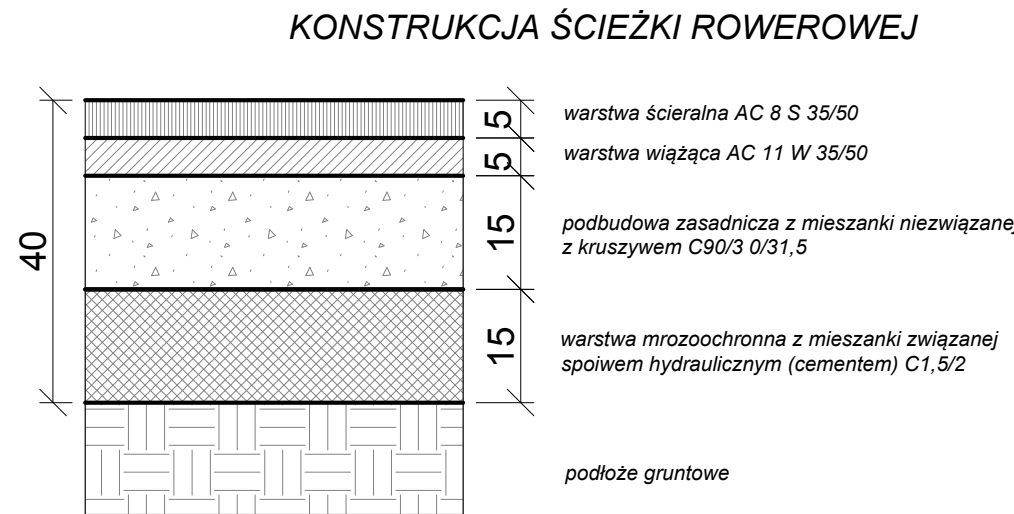 KONSTRUKCJA ŚCIEŻKI ROWEROWEJ
40
5
warstwa ścieralna AC 8 S 35/50
5
warstwa wiążąca AC 11 W 35/50
15
podbudowa zasadnicza z mieszanki niezwiązanej
z kruszywem C90/3 0/31,5
15
warstwa mrozoochronna z mieszanki związanej
spoiwem hydraulicznym (cementem) C1,5/2
podłoże gruntowe